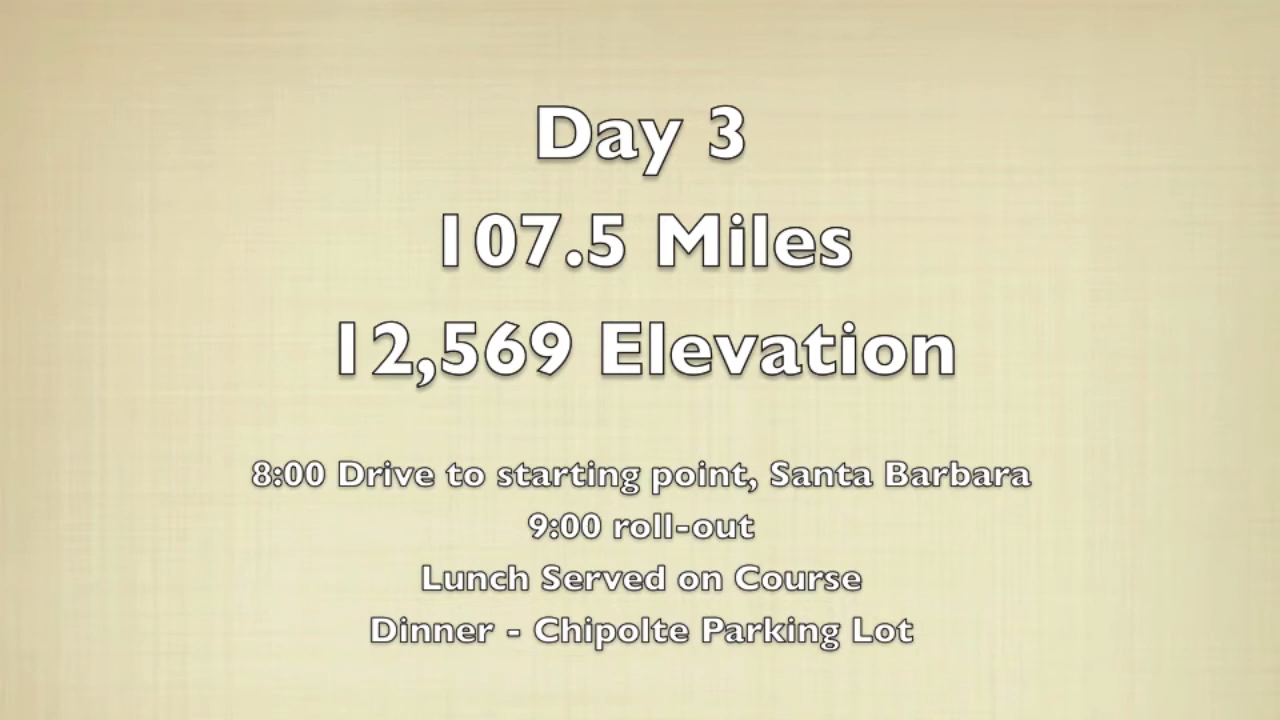 Day 3
107.5 Miles
12,569 Elevation
8:00 Drive to starting point, Santa Barbara
9:00 roll-out
Lunch Served on Course
Dinner - Chipolte Parking Lot